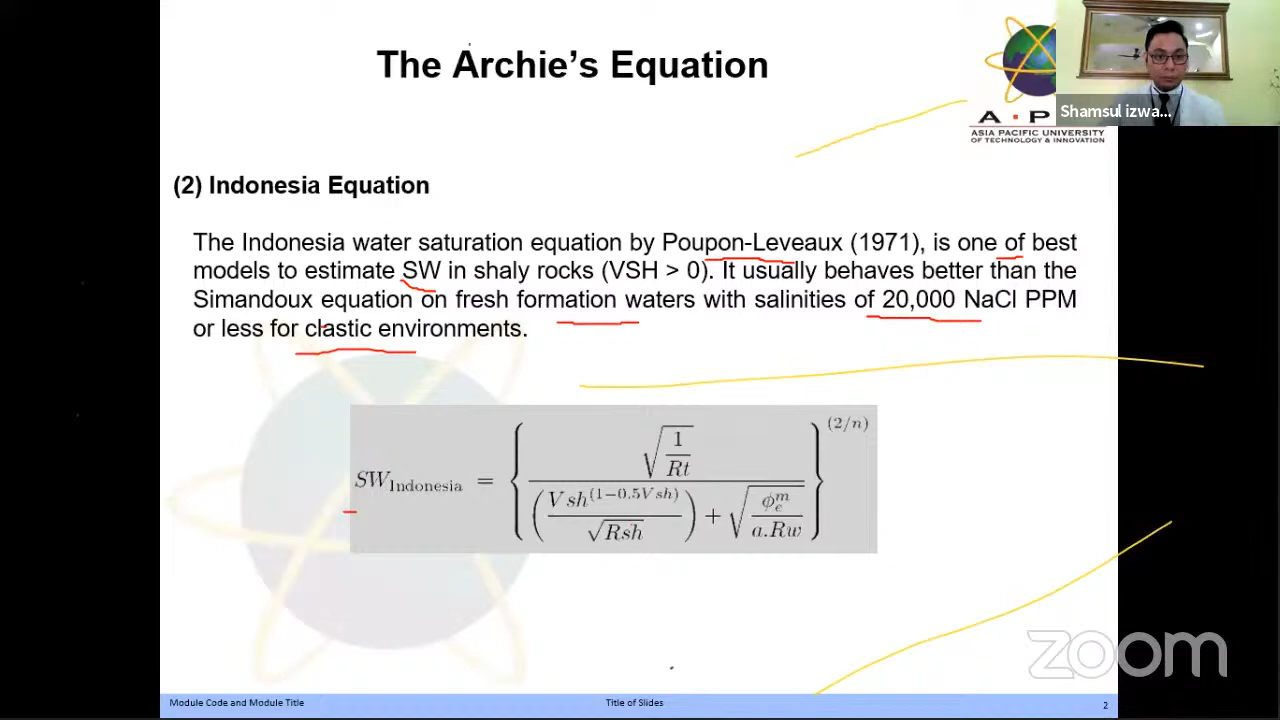 The Archie's Equation
A . P
ASIA PACIFIC UNIVERSITY
OF TECHNOLOGY & INNOVATION
Shamsul izwa...
(2) Indonesia Equation
The Indonesia water saturation equation by Poupon-Leveaux (1971), is one of best
models to estimate SW in shaly rocks (VSH > 0). It usually behaves better than the
Simandoux equation on fresh formation waters with salinities of 20,000 NaCl PPM
or less for clastic environments.
SW_Indonesia = { √(1/Rt) / ( (Vsh^(1−0.5Vsh) / √Rsh) + √(ϕ_e^m / a.Rw) ) }^(2/n)
zoom
Module Code and Module Title
Title of Slides
2